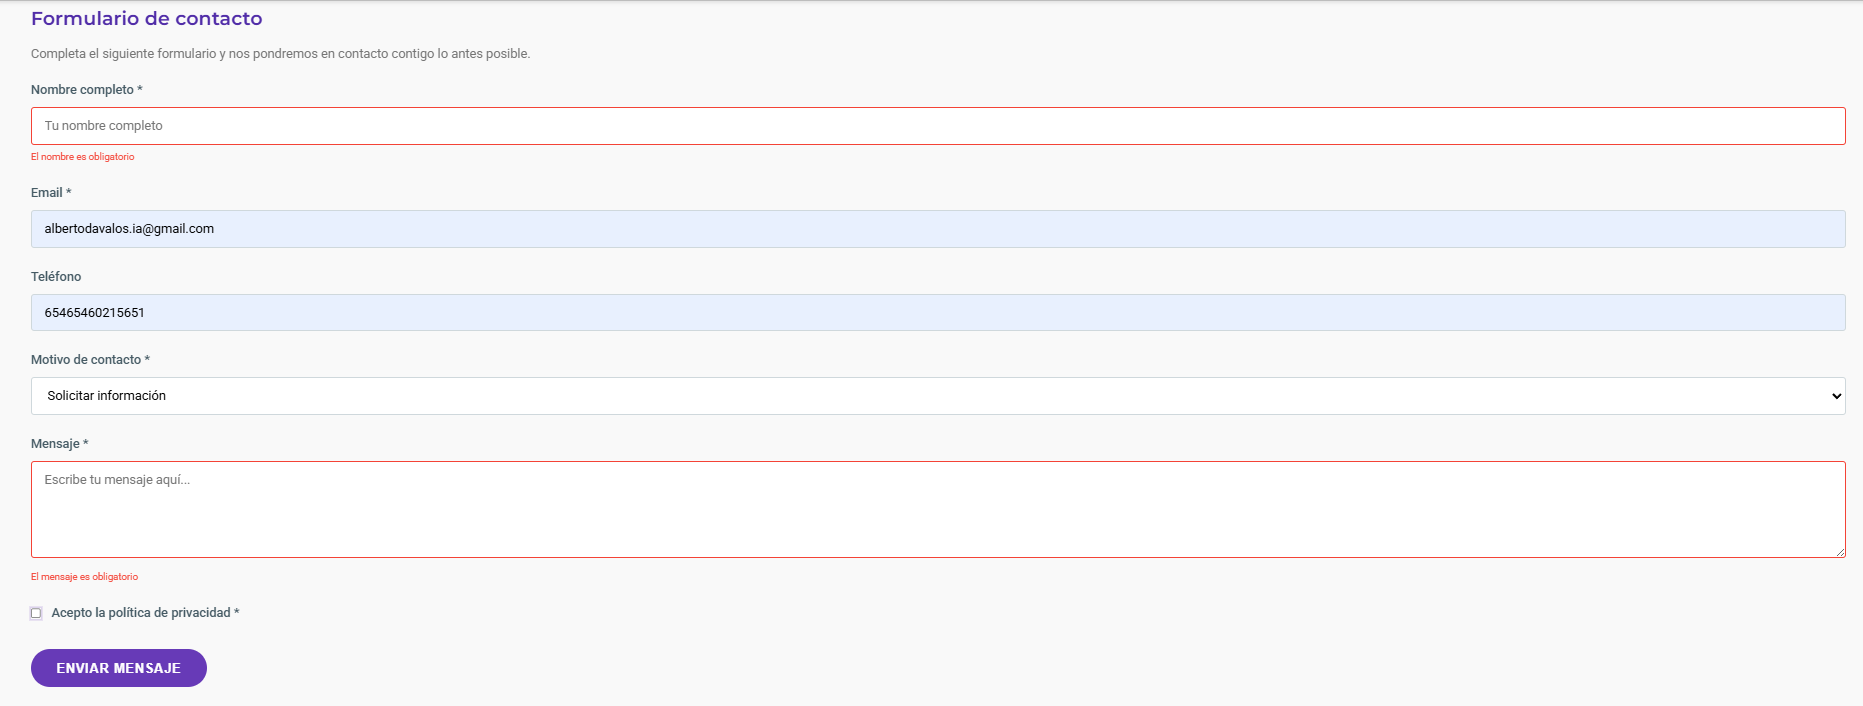 Formulario de contacto
Completa el siguiente formulario y nos pondremos en contacto contigo lo antes posible.
Nombre completo *
Tu nombre completo
El nombre es obligatorio
Email *
albertodavalos.ia@gmail.com
Teléfono
65465460215651
Motivo de contacto *
Solicitar información
Mensaje *
Escribe tu mensaje aquí...
El mensaje es obligatorio
Acepto la política de privacidad *
ENVIAR MENSAJE